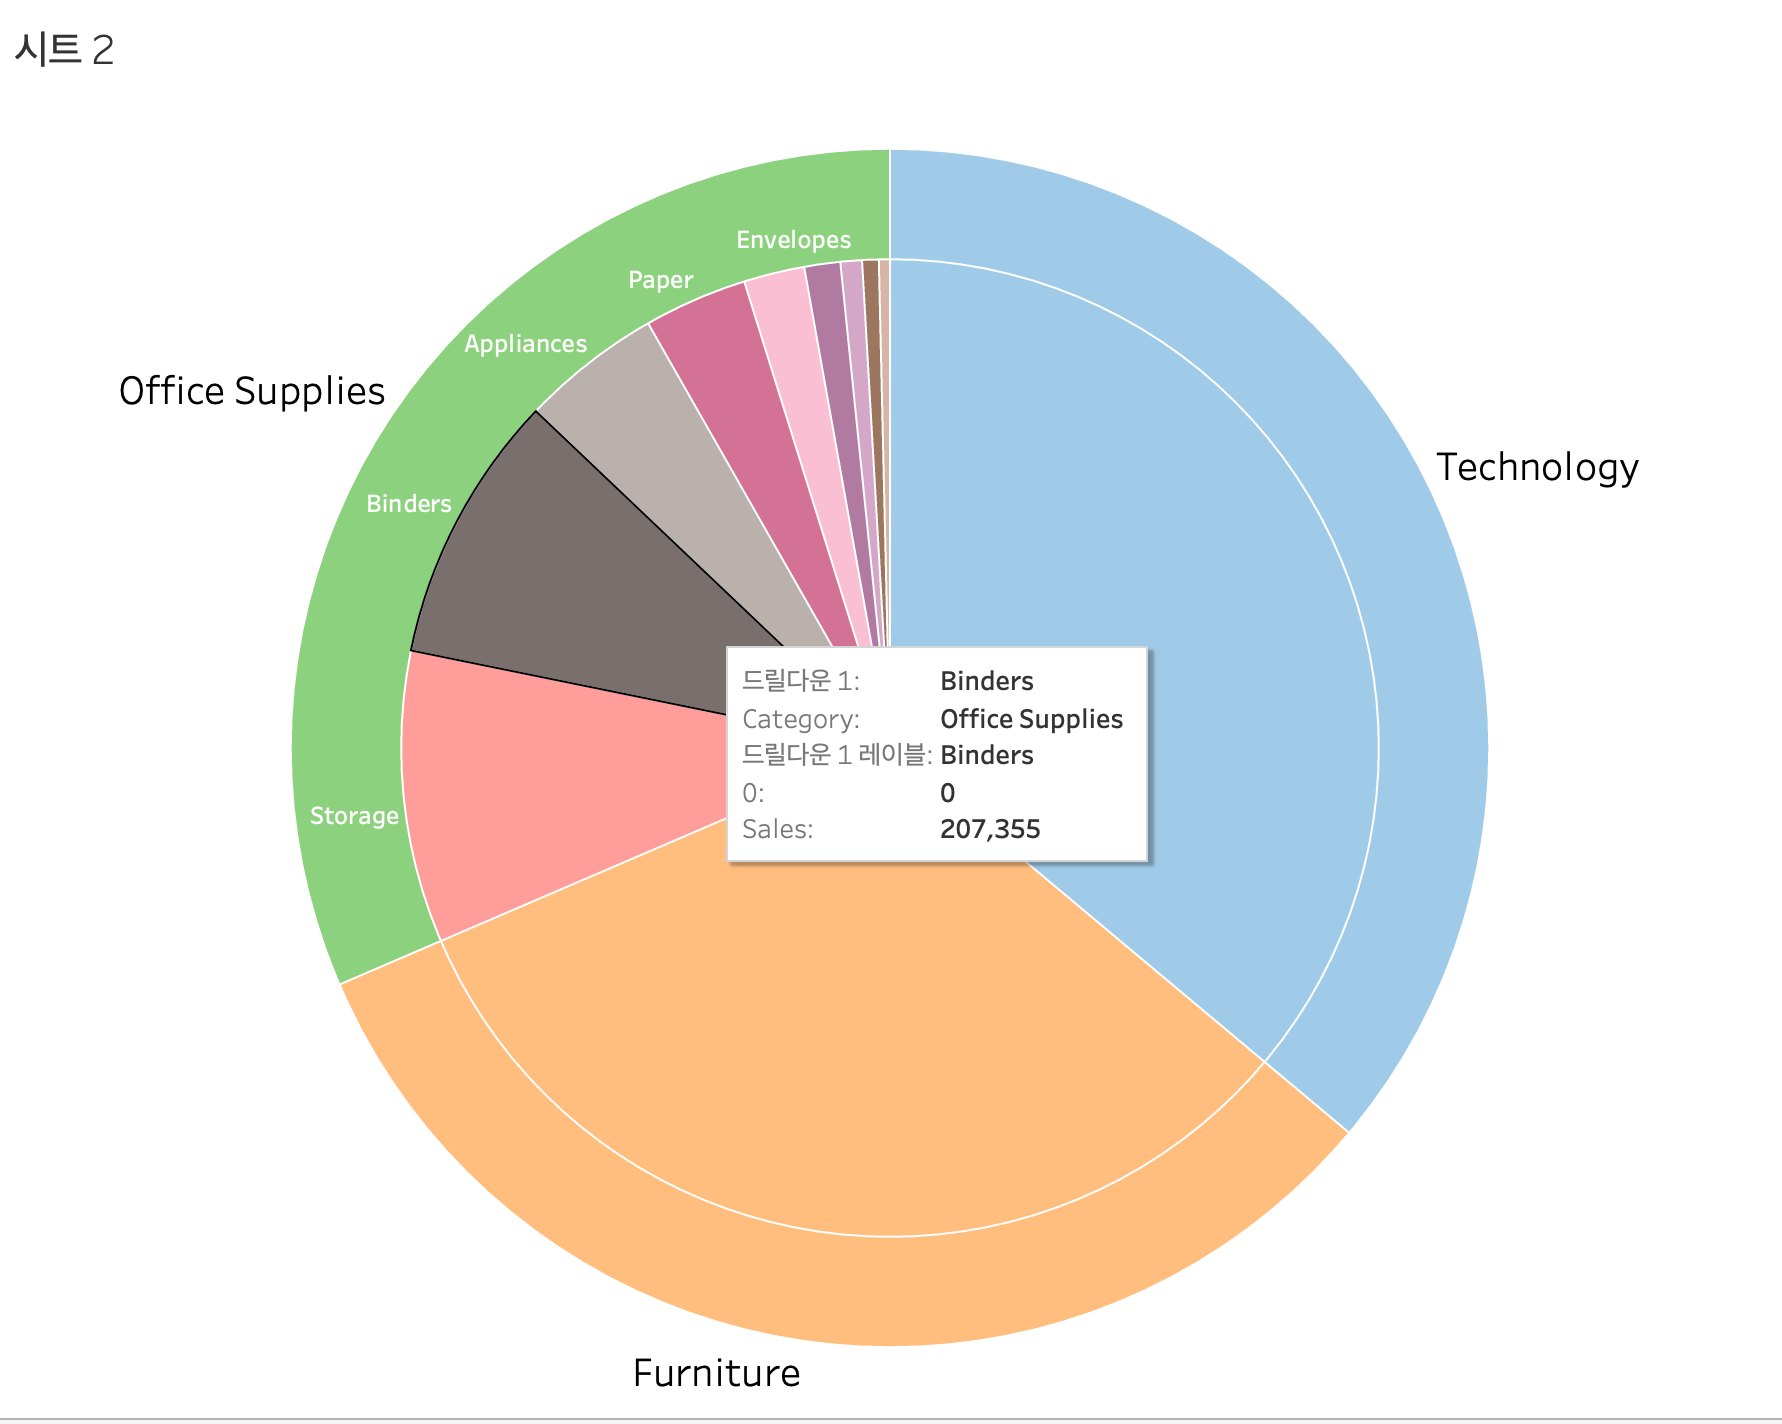 시트 2
Envelopes
Paper
Appliances
Office Supplies
Technology
Binders
드릴다운 1: Binders
Category: Office Supplies
드릴다운 1 레이블: Binders
0: 0
Sales: 207,355
Storage
Furniture